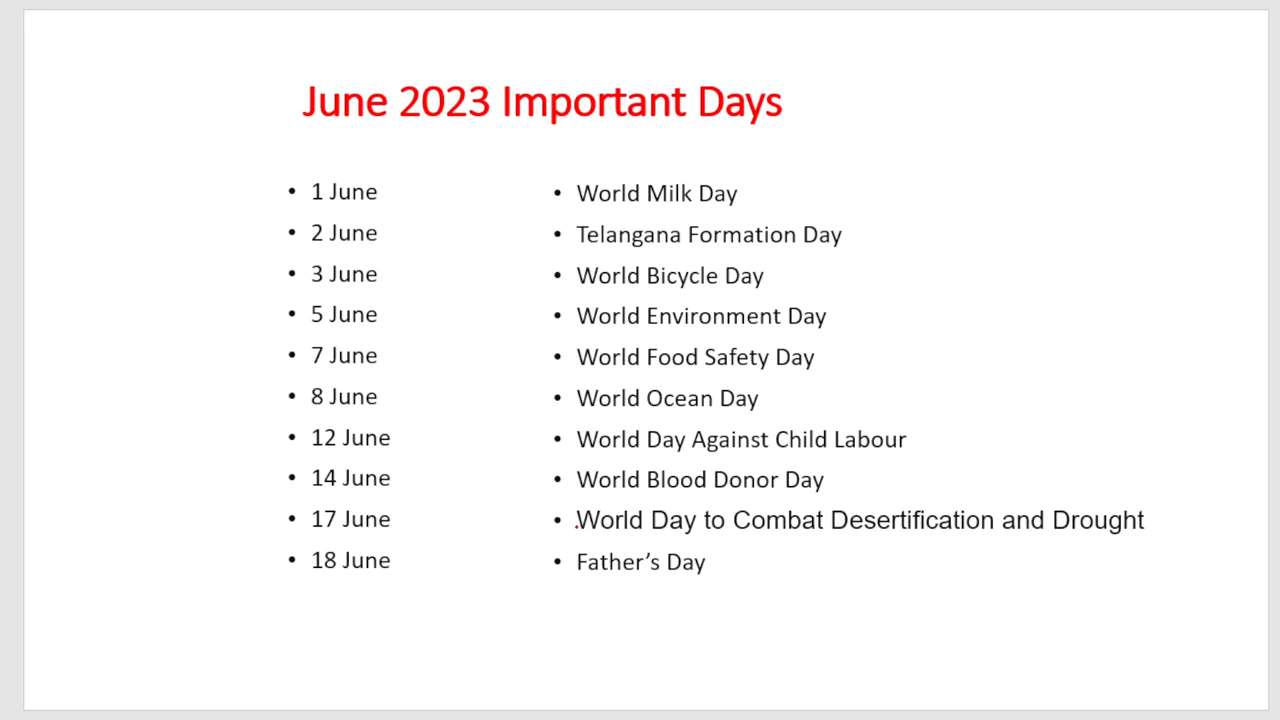 June 2023 Important Days
• 1 June • World Milk Day
• 2 June • Telangana Formation Day
• 3 June • World Bicycle Day
• 5 June • World Environment Day
• 7 June • World Food Safety Day
• 8 June • World Ocean Day
• 12 June • World Day Against Child Labour
• 14 June • World Blood Donor Day
• 17 June • .World Day to Combat Desertification and Drought
• 18 June • Father’s Day